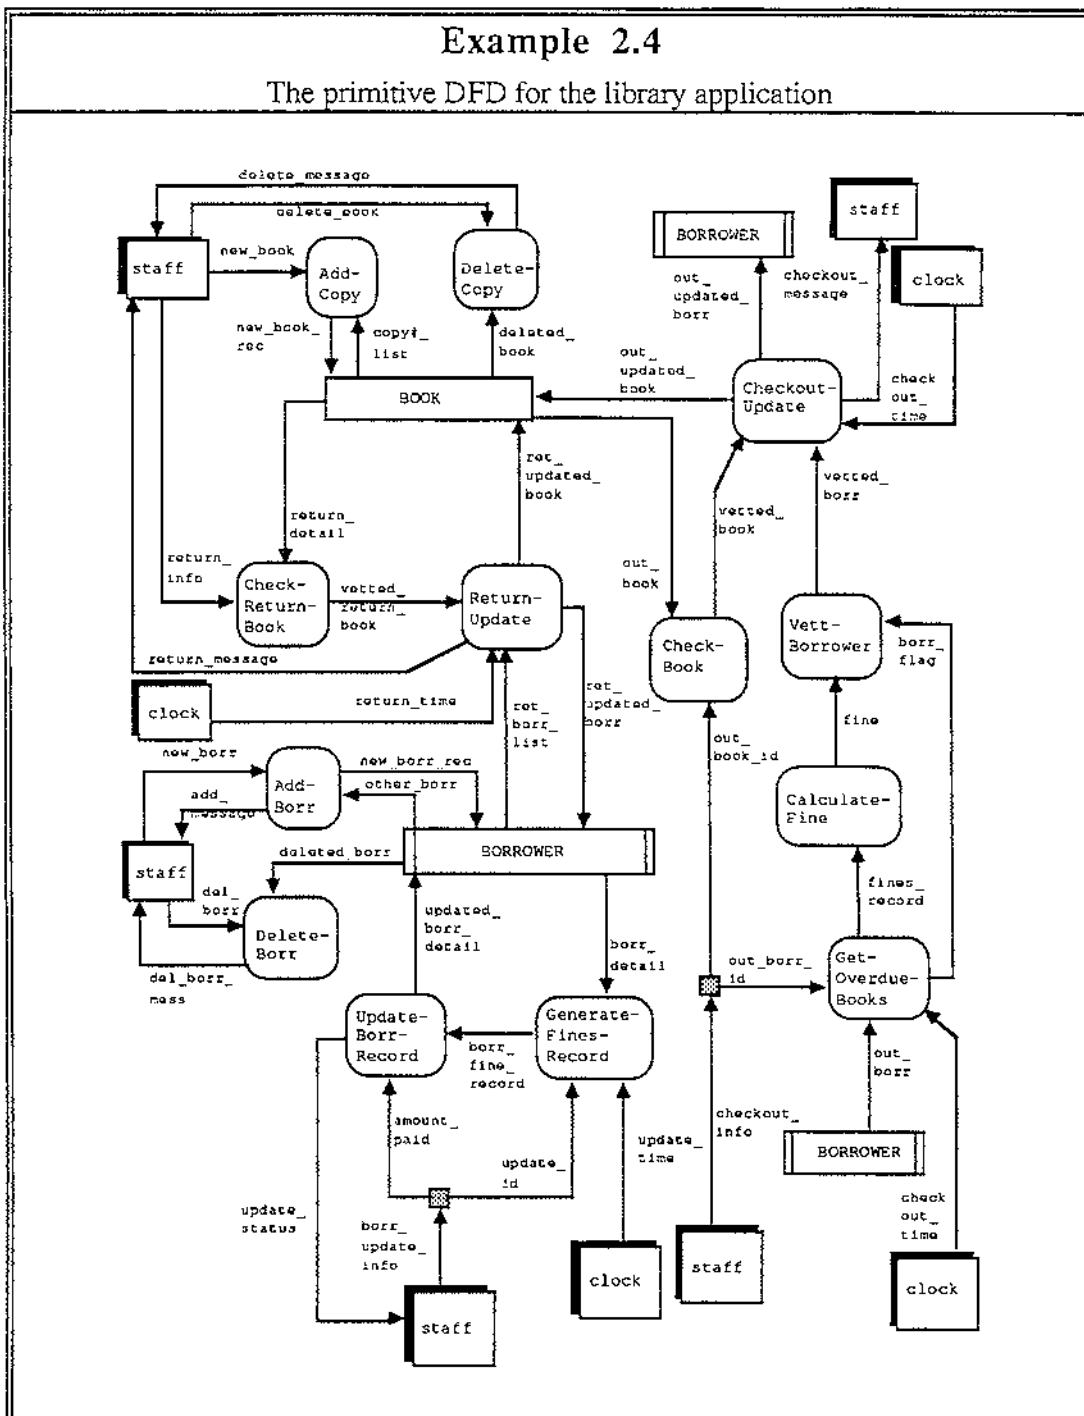 Example 2.4
The primitive DFD for the library application
delete_message
delete_book
staff
new_book
Add-
Copy
Delete-
Copy
new_book_
rec
copy#_
list
deleted_
book
BOOK
BORROWER
staff
clock
out_
updated_
borr
checkout_
message
out_
updated_
book
Checkout-
Update
check
out_
time
ret_
updated_
book
return_
detail
vetted_
book
vetted_
borr
return_
info
Check-
Return-
Book
vetted_
return_
book
Return-
Update
out_
book
Check-
Book
Vett-
Borrower
borr_
flag
return_message
clock
return_time
ret_
borr_
list
ret_
updated_
borr
out_
book_id
fine
new_borr
Add-
Borr
new_borr_rec
other_borr
add_
message
Calculate-
Fine
staff
deleted_borr
BORROWER
del_
borr
Delete-
Borr
del_borr_
mess
updated_
borr_
detail
borr_
detail
fines_
record
out_borr_
id
Get-
Overdue-
Books
Update-
Borr-
Record
borr_
fine_
record
Generate-
Fines-
Record
out_
borr
amount_
paid
update_
id
update_
time
checkout_
info
BORROWER
update_
status
borr_
update_
info
check
out_
time
staff
clock
staff
clock